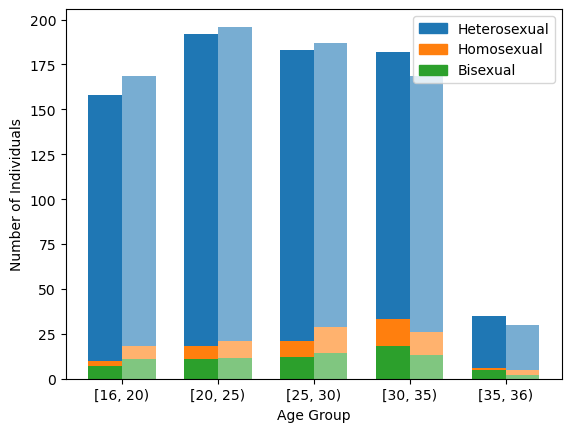 200
175
150
125
100
75
50
25
0
Number of Individuals
Heterosexual
Homosexual
Bisexual
[16, 20)
[20, 25)
[25, 30)
[30, 35)
[35, 36)
Age Group